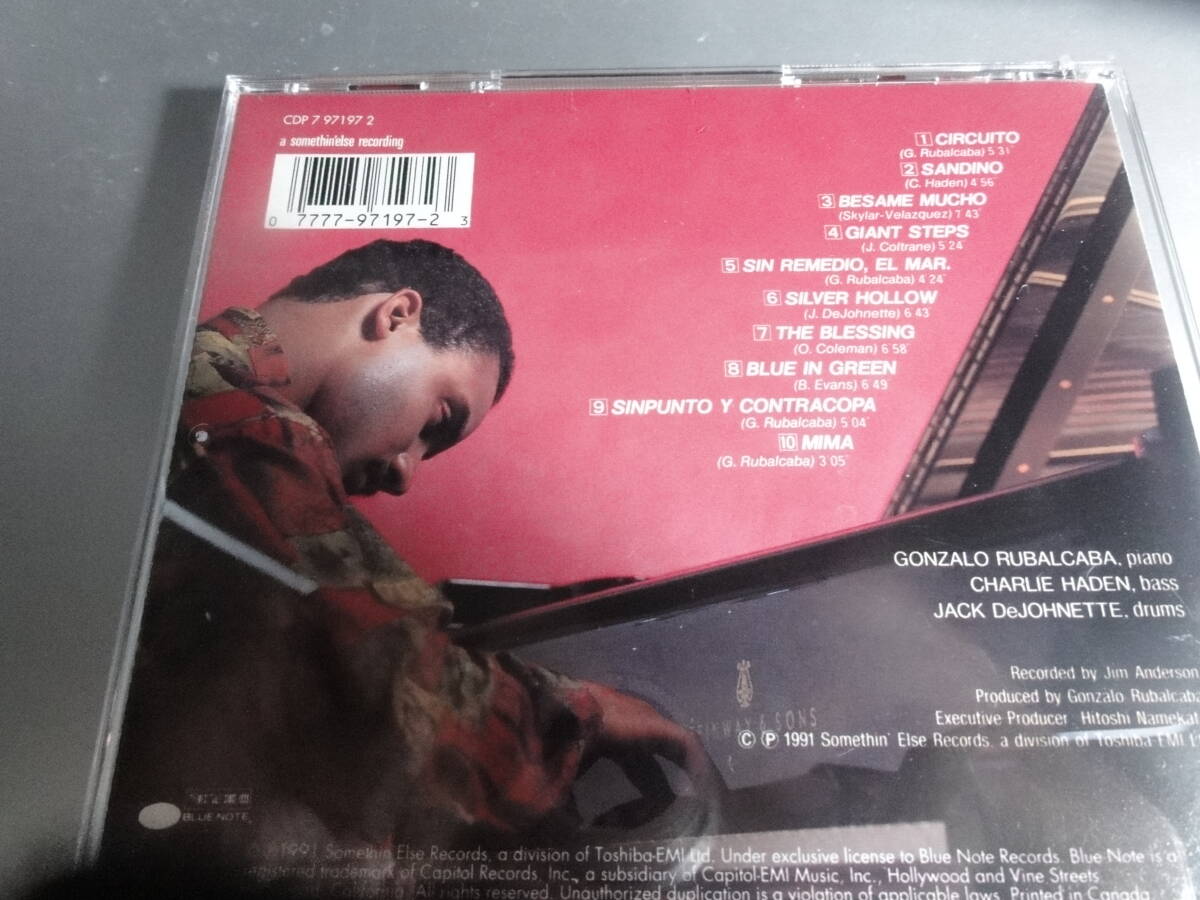 CDP 7 97197 2
a somethin'else recording
0 7777-97197-2 3
1 CIRCUITO
(G. Rubalcaba) 5'31"
2 SANDINO
(C. Haden) 4'56"
3 BESAME MUCHO
(Skylar-Velazquez) 7'43"
4 GIANT STEPS
(J. Coltrane) 5'24"
5 SIN REMEDIO, EL MAR.
(G. Rubalcaba) 4'24"
6 SILVER HOLLOW
(J. DeJohnette) 6'43"
7 THE BLESSING
(O. Coleman) 6'58"
8 BLUE IN GREEN
(B. Evans) 6'49"
9 SINPUNTO Y CONTRACOPA
(G. Rubalcaba) 5'04"
10 MIMA
(G. Rubalcaba) 3'05"
GONZALO RUBALCABA, piano
CHARLIE HADEN, bass
JACK DeJOHNETTE, drums
Recorded by Jim Anderson
Produced by Gonzalo Rubalcab
Executive Producer, Hitoshi Nameka
& SONS
© ℗ 1991 Somethin' Else Records, a division of Toshiba-EMI L
BLUE NOTE
1991 Somethin' Else Records, a division of Toshiba-EMI Ltd. Under exclusive license to Blue Note Records. Blue Note is a
registered trademark of Capitol Records, Inc., a subsidiary of Capitol-EMI Music, Inc., Hollywood and Vine Streets
California. All rights reserved. Unauthorized duplication is a violation of applicable laws. Printed in Canada.